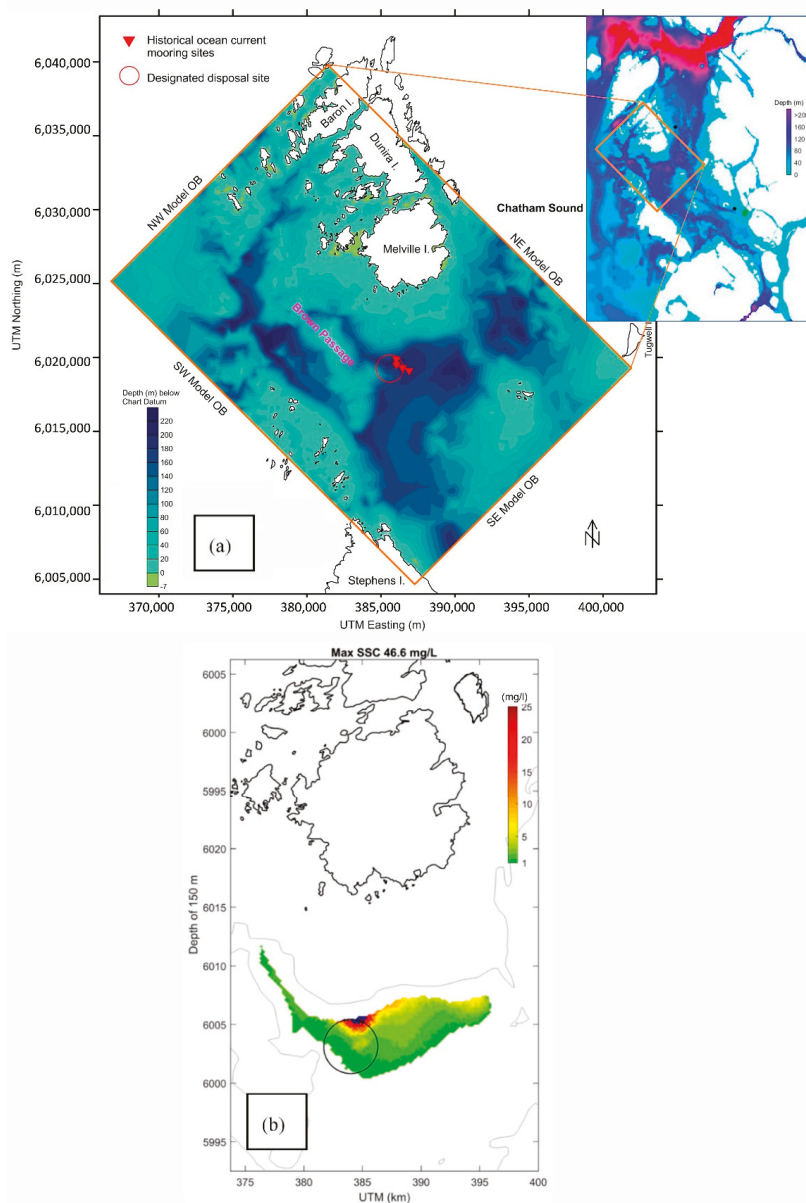 Historical ocean current
mooring sites
Designated disposal site
6,040,000
6,035,000
6,030,000
6,025,000
6,020,000
6,015,000
6,010,000
6,005,000
UTM Northing (m)
NW Model OB
Baron I.
Dunira I.
Melville I.
Chatham Sound
NE Model OB
Brown Passage
SW Model OB
SE Model OB
Stephens I.
Tugwell I
Depth (m) below
Chart Datum
220
200
180
160
140
120
100
80
60
40
20
0
-7
(a)
N
370,000 375,000 380,000 385,000 390,000 395,000 400,000
UTM Easting (m)
Depth (m)
>200
160
120
80
40
0
Max SSC 46.6 mg/L
(mg/l)
25
20
15
10
5
1
6005
6000
5995
6020
6015
6010
6005
6000
5995
Depth of 150 m
(b)
375 380 385 390 395 400
UTM (km)